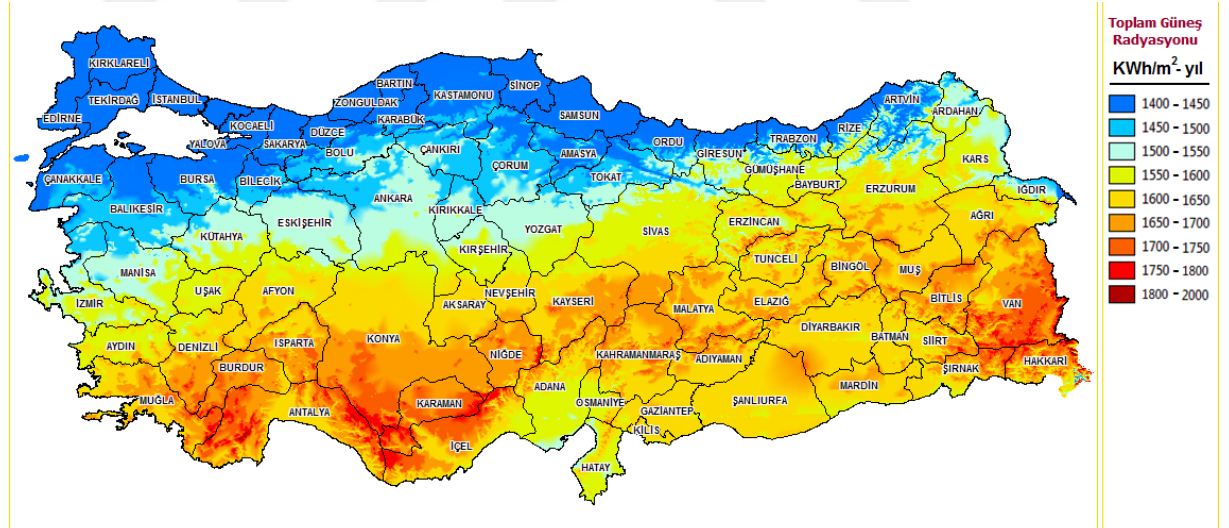 Toplam Güneş
Radyasyonu
KWh/m²- yıl
1400 - 1450
1450 - 1500
1500 - 1550
1550 - 1600
1600 - 1650
1650 - 1700
1700 - 1750
1750 - 1800
1800 - 2000
KIRKLARELİ
TEKİRDAĞ
İSTANBUL
EDİRNE
KOCAELİ
YALOVA
SAKARYA
DÜZCE
BOLU
ZONGULDAK
BARTIN
KARABÜK
KASTAMONU
SİNOP
SAMSUN
ÇANKIRI
ÇORUM
AMASYA
TOKAT
ORDU
GİRESUN
TRABZON
RİZE
ARTVİN
ARDAHAN
KARS
IĞDIR
GÜMÜŞHANE
BAYBURT
ERZURUM
AĞRI
ÇANAKKALE
BURSA
BİLECİK
BALIKESİR
KÜTAHYA
ESKİŞEHİR
ANKARA
KIRIKKALE
YOZGAT
KIRŞEHİR
SİVAS
ERZİNCAN
TUNCELİ
BİNGÖL
MUŞ
BİTLİS
VAN
MANİSA
İZMİR
UŞAK
AFYON
AKSARAY
NEVŞEHİR
KAYSERİ
MALATYA
ELAZIĞ
DİYARBAKIR
BATMAN
SİİRT
ŞIRNAK
HAKKARİ
AYDIN
DENİZLİ
ISPARTA
BURDUR
KONYA
NİĞDE
KAHRAMANMARAŞ
ADIYAMAN
MARDİN
ŞANLIURFA
MUĞLA
ANTALYA
KARAMAN
İÇEL
ADANA
OSMANİYE
GAZİANTEP
KİLİS
HATAY